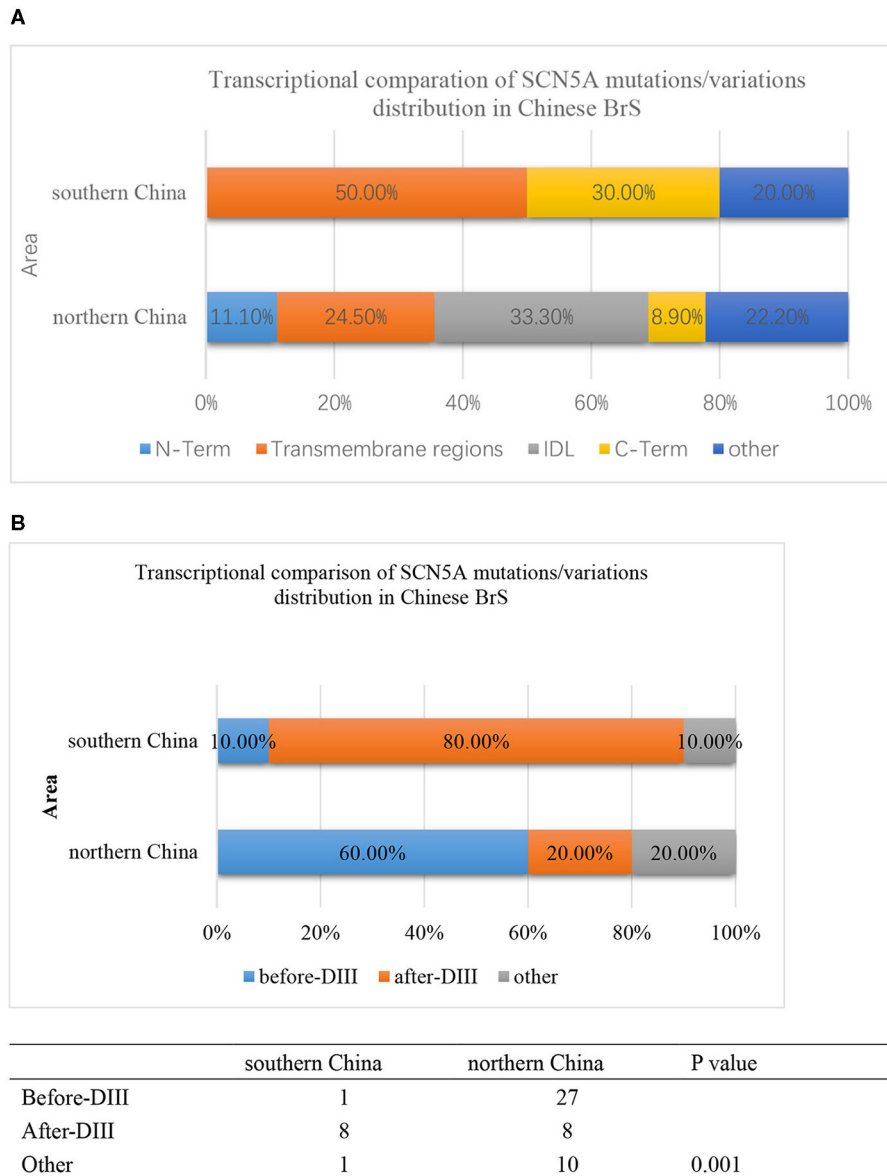 A
Transcriptional comparation of SCN5A mutations/variations
distribution in Chinese BrS
southern China
50.00%
30.00%
20.00%
Area
northern China
11.10%
24.50%
33.30%
8.90%
22.20%
0% 20% 40% 60% 80% 100%
N-Term Transmembrane regions IDL C-Term other
B
Transcriptional comparison of SCN5A mutations/variations
distribution in Chinese BrS
southern China
10.00%
80.00%
10.00%
Area
northern China
60.00%
20.00%
20.00%
0% 20% 40% 60% 80% 100%
before-DIII after-DIII other
southern China northern China P value
Before-DIII 1 27
After-DIII 8 8
Other 1 10 0.001